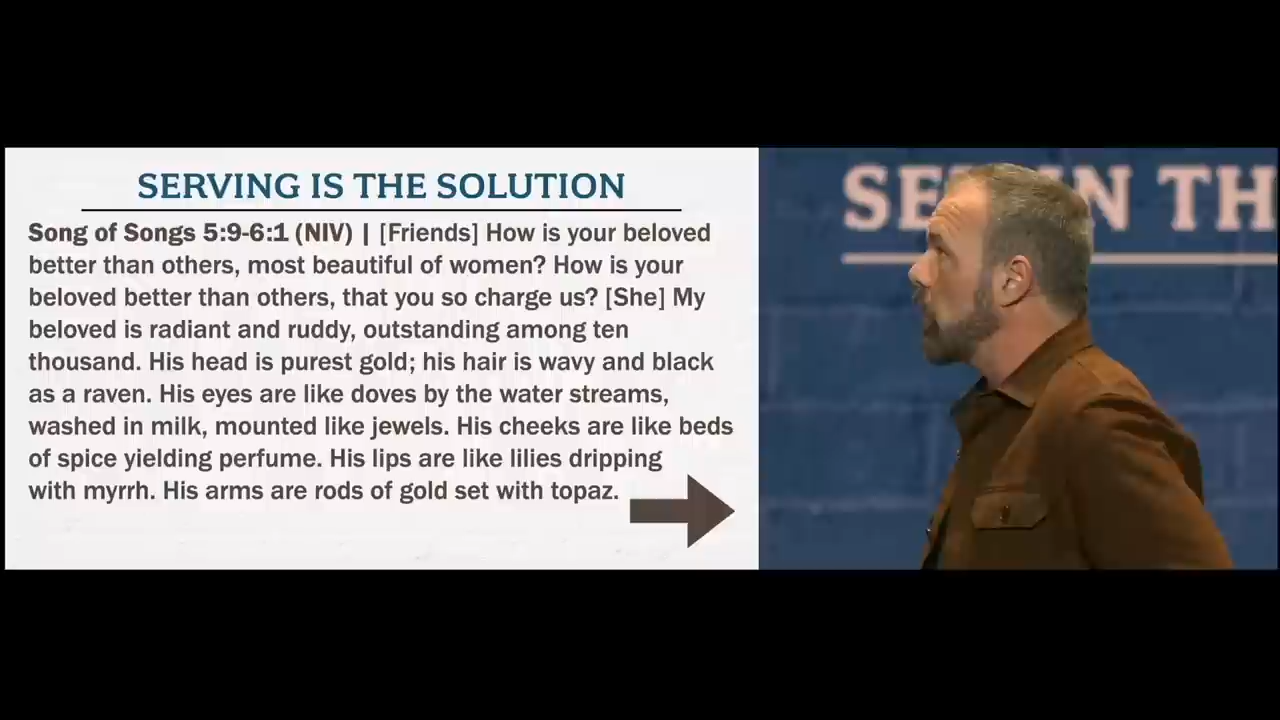 SERVING IS THE SOLUTION
Song of Songs 5:9-6:1 (NIV) | [Friends] How is your beloved
better than others, most beautiful of women? How is your
beloved better than others, that you so charge us? [She] My
beloved is radiant and ruddy, outstanding among ten
thousand. His head is purest gold; his hair is wavy and black
as a raven. His eyes are like doves by the water streams,
washed in milk, mounted like jewels. His cheeks are like beds
of spice yielding perfume. His lips are like lilies dripping
with myrrh. His arms are rods of gold set with topaz.